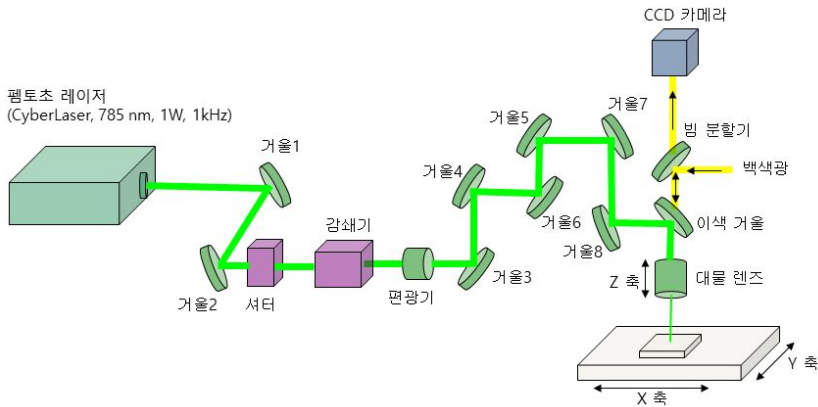 CCD 카메라
펨토초 레이저
(CyberLaser, 785 nm, 1W, 1kHz)
거울1
거울2
셔터
감쇄기
편광기
거울3
거울4
거울5
거울6
거울7
거울8
빔 분할기
백색광
이색 거울
Z 축
대물 렌즈
Y 축
X 축